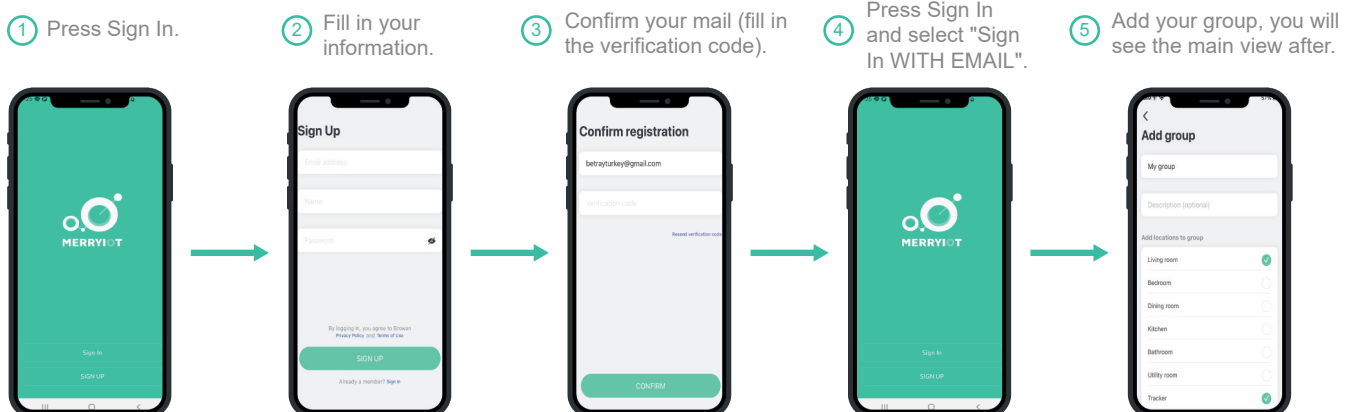 1 Press Sign In.
2 Fill in your
information.
3 Confirm your mail (fill in
the verification code).
4 Press Sign In
and select "Sign
In WITH EMAIL".
5 Add your group, you will
see the main view after.
MERRYIOT
Sign In
SIGN UP
Sign Up
Email address
Name
Password
By logging in, you agree to Browan
Privacy Policy and Terms of Use
SIGN UP
Already a member? Sign in
Confirm registration
betrayturkey@gmail.com
Verification code
Resend verification code
CONFIRM
MERRYIOT
Sign In
SIGN UP
Add group
My group
Description (optional)
Add locations to group
Living room
Bedroom
Dining room
Kitchen
Bathroom
Utility room
Tracker